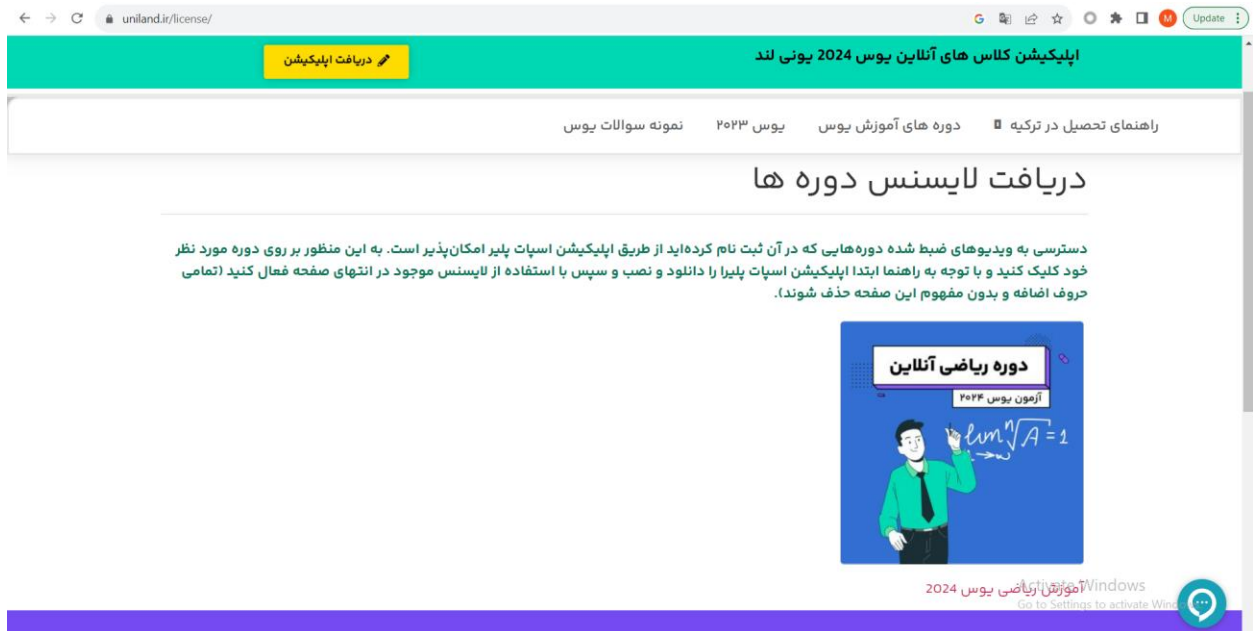 uniland.ir/license/
Update
اپلیکیشن کلاس های آنلاین یوس 2024 یونی لند
دریافت اپلیکیشن
راهنمای تحصیل در ترکیه
دوره های آموزش یوس
یوس ۲۰۲۳
نمونه سوالات یوس
دریافت لایسنس دوره ها
دسترسی به ویدیوهای ضبط شده دوره‌هایی که در آن ثبت نام کرده‌اید از طریق اپلیکیشن اسپات پلیر امکان‌پذیر است. به این منظور بر روی دوره مورد نظر
خود کلیک کنید و با توجه به راهنما ابتدا اپلیکیشن اسپات پلیرا را دانلود و نصب و سپس با استفاده از لایسنس موجود در انتهای صفحه فعال کنید (تمامی
حروف اضافه و بدون مفهوم این صفحه حذف شوند).
دوره ریاضی آنلاین
آزمون یوس ۲۰۲۴
lim ⁿ√A = 1
آموزش ریاضی یوس 2024
Activate Windows
Go to Settings to activate